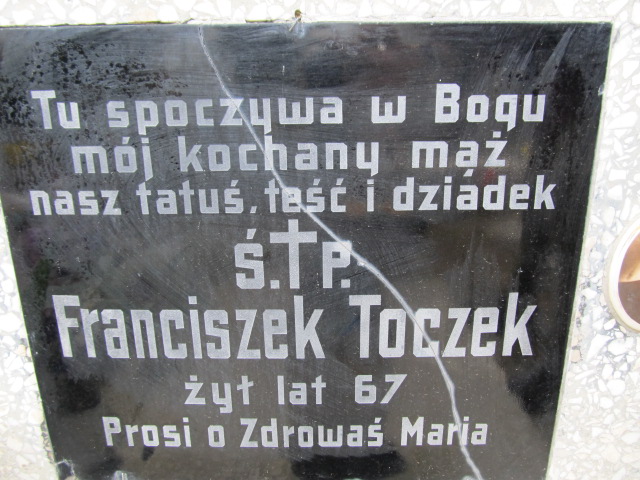 Tu spoczywa w Bogu
mój kochany mąż
nasz tatuś, teść i dziadek
Ś.†P.
Franciszek Toczek
żył lat 67
Prosi o Zdrowaś Maria